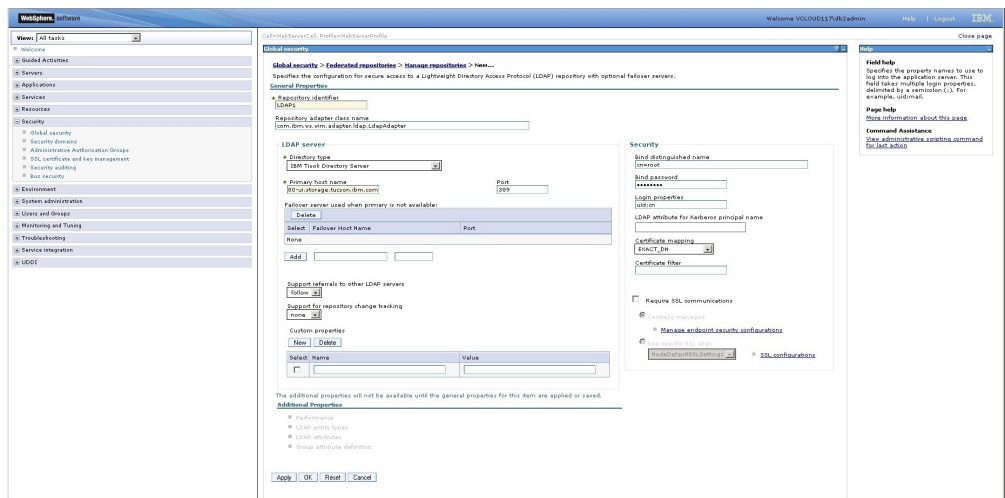 WebSphere. software
Welcome VCLOUD117\db2admin
Help | Logout
IBM.
View: All tasks
Welcome
Guided Activities
Servers
Applications
Services
Resources
Security
Global security
Security domains
Administrative Authorization Groups
SSL certificate and key management
Security auditing
Bus security
Environment
System administration
Users and Groups
Monitoring and Tuning
Troubleshooting
Service integration
UDDI
Cell=WebServerCell, Profile=WebServerProfile
Close page
Global security
Global security > Federated repositories > Manage repositories > New...
Specifies the configuration for secure access to a Lightweight Directory Access Protocol (LDAP) repository with optional failover servers.
General Properties
* Repository identifier
LDAP1
Repository adapter class name
com.ibm.ws.wim.adapter.ldap.LdapAdapter
LDAP server
* Directory type
IBM Tivoli Directory Server
* Primary host name
Port
80-ui.storage.tucson.ibm.com
389
Failover server used when primary is not available:
Delete
Select Failover Host Name Port
None
Add
Support referrals to other LDAP servers
follow
Support for repository change tracking
none
Custom properties
New Delete
Select Name Value
Security
Bind distinguished name
cn=root
Bind password
••••••••
Login properties
uid;cn
LDAP attribute for Kerberos principal name
Certificate mapping
EXACT_DN
Certificate filter
Require SSL communications
Centrally managed
Manage endpoint security configurations
Use specific SSL alias
NodeDefaultSSLSettings
SSL configurations
The additional properties will not be available until the general properties for this item are applied or saved.
Additional Properties
Performance
LDAP entity types
LDAP attributes
Group attribute definition
Apply OK Reset Cancel
Help
Field help
Specifies the property names to use to
log into the application server. This
field takes multiple login properties,
delimited by a semicolon (;). For
example, uid;mail.
Page help
More information about this page
Command Assistance
View administrative scripting command
for last action